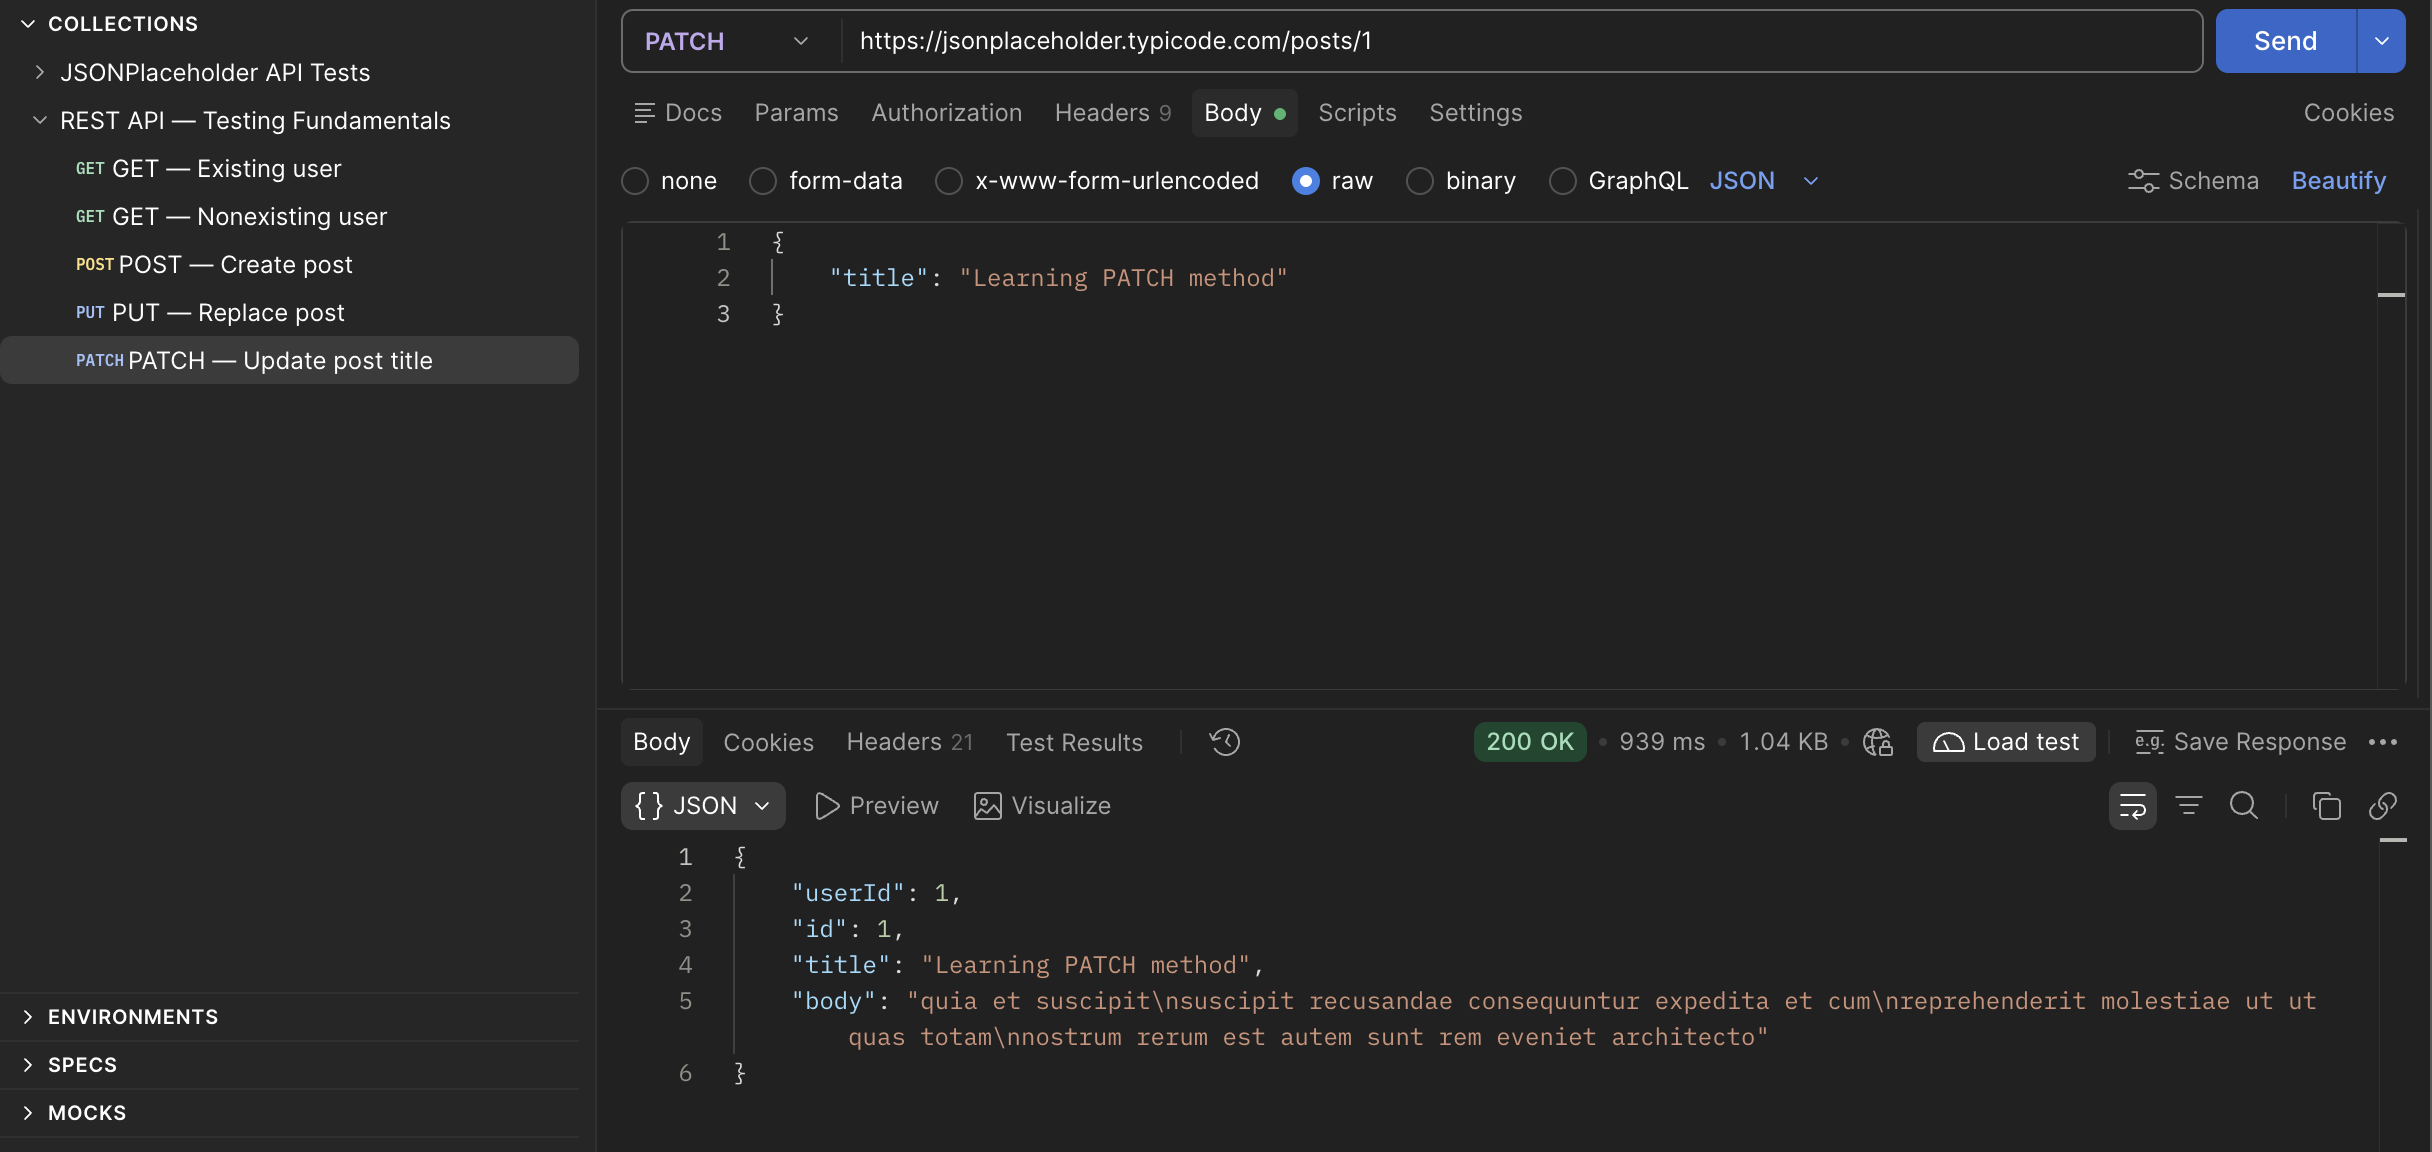 COLLECTIONS
JSONPlaceholder API Tests
REST API — Testing Fundamentals
GET GET — Existing user
GET GET — Nonexisting user
POST POST — Create post
PUT PUT — Replace post
PATCH PATCH — Update post title
ENVIRONMENTS
SPECS
MOCKS
PATCH https://jsonplaceholder.typicode.com/posts/1 Send
Docs Params Authorization Headers 9 Body Scripts Settings Cookies
none form-data x-www-form-urlencoded raw binary GraphQL JSON Schema Beautify
1 {
2 "title": "Learning PATCH method"
3 }
Body Cookies Headers 21 Test Results 200 OK • 939 ms • 1.04 KB • Load test e.g. Save Response
{} JSON Preview Visualize
1 {
2 "userId": 1,
3 "id": 1,
4 "title": "Learning PATCH method",
5 "body": "quia et suscipit\nsuscipit recusandae consequuntur expedita et cum\nreprehenderit molestiae ut ut
quas totam\nnostrum rerum est autem sunt rem eveniet architecto"
6 }